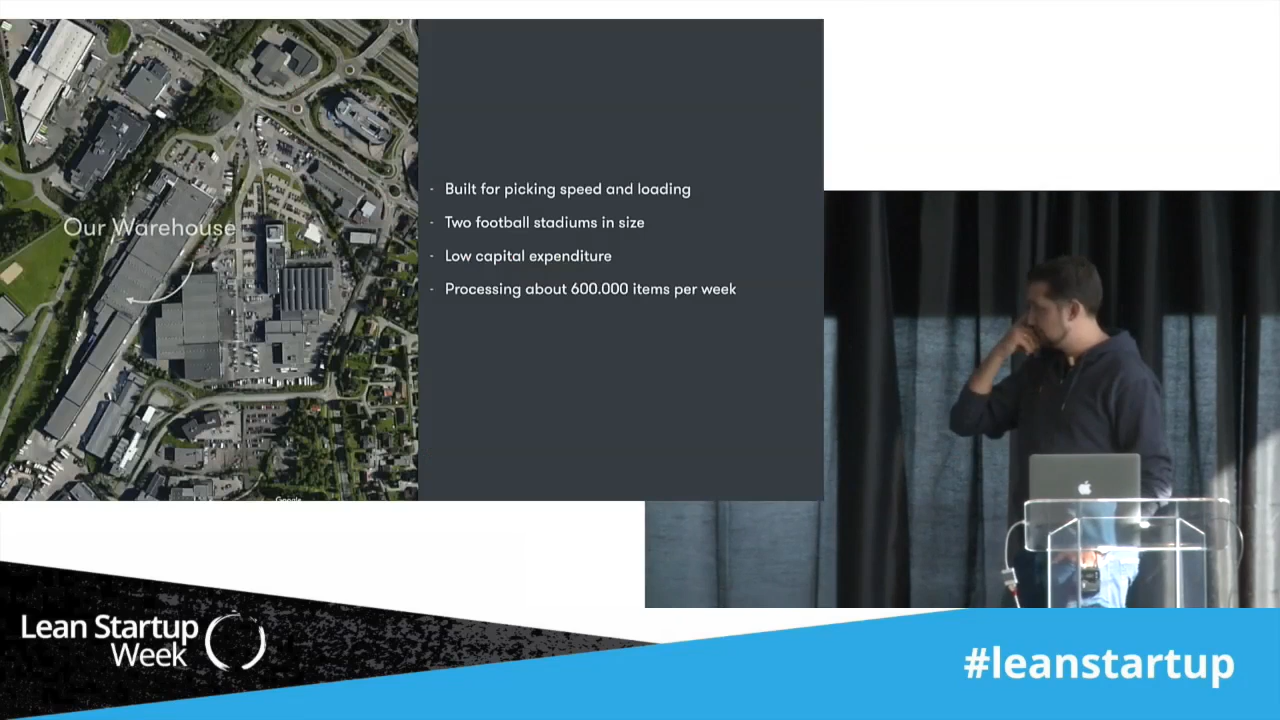 Our Warehouse
- Built for picking speed and loading
- Two football stadiums in size
- Low capital expenditure
- Processing about 600.000 items per week
Google
Lean Startup
Week
#leanstartup